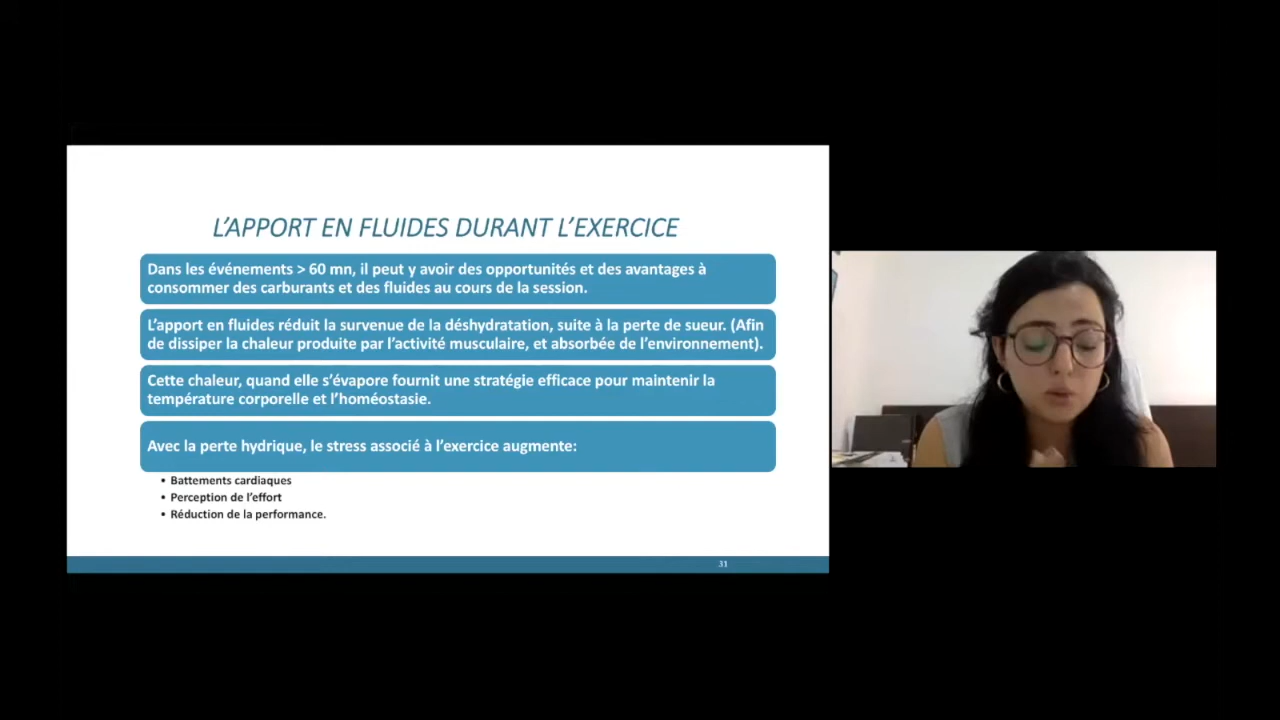 L’APPORT EN FLUIDES DURANT L’EXERCICE
Dans les événements > 60 mn, il peut y avoir des opportunités et des avantages à
consommer des carburants et des fluides au cours de la session.
L’apport en fluides réduit la survenue de la déshydratation, suite à la perte de sueur. (Afin
de dissiper la chaleur produite par l’activité musculaire, et absorbée de l’environnement).
Cette chaleur, quand elle s’évapore fournit une stratégie efficace pour maintenir la
température corporelle et l’homéostasie.
Avec la perte hydrique, le stress associé à l’exercice augmente:
• Battements cardiaques
• Perception de l’effort
• Réduction de la performance.
31